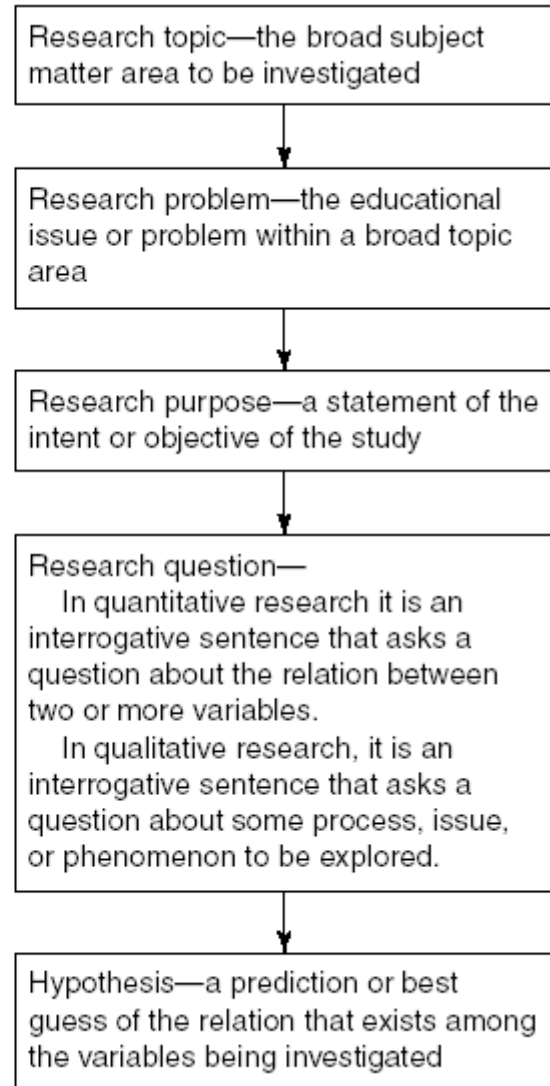 Research topic—the broad subject
matter area to be investigated
Research problem—the educational
issue or problem within a broad topic
area
Research purpose—a statement of the
intent or objective of the study
Research question—
In quantitative research it is an
interrogative sentence that asks a
question about the relation between
two or more variables.
In qualitative research, it is an
interrogative sentence that asks a
question about some process, issue,
or phenomenon to be explored.
Hypothesis—a prediction or best
guess of the relation that exists among
the variables being investigated